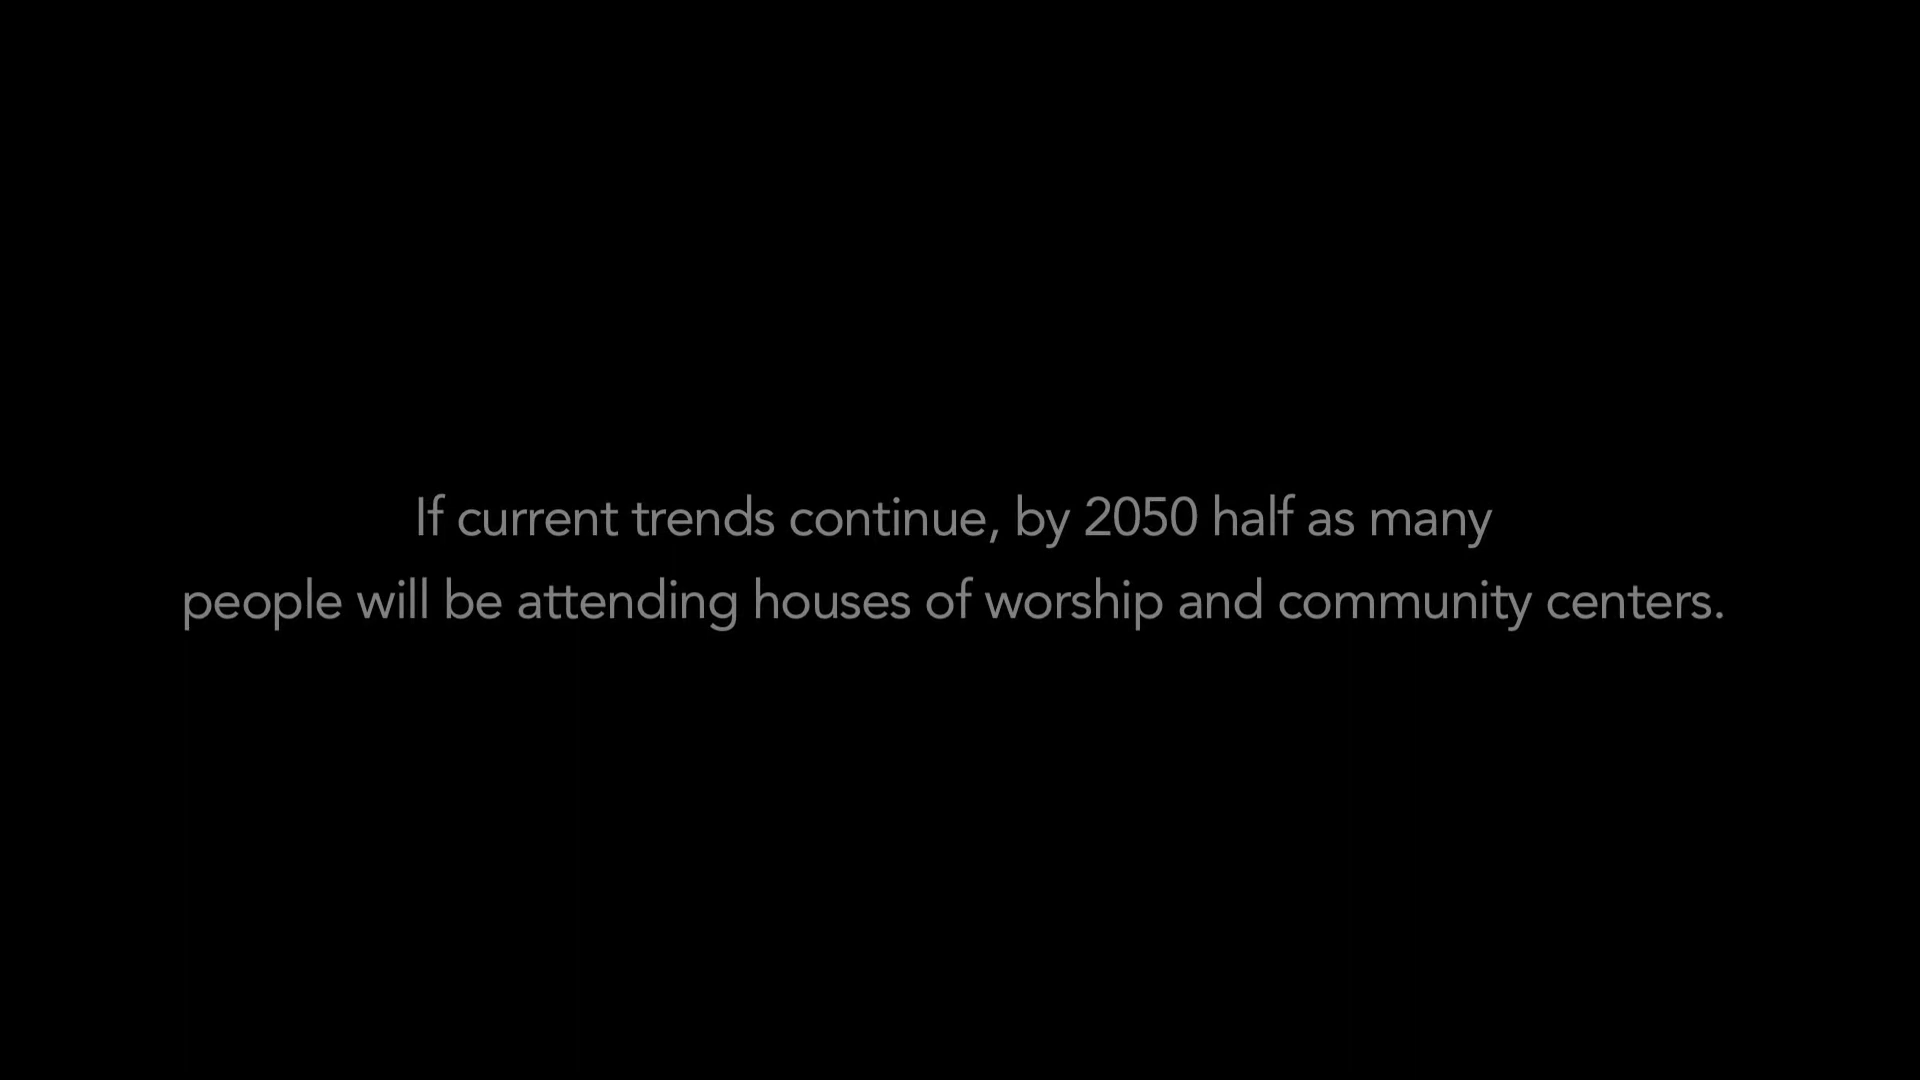 If current trends continue, by 2050 half as many
people will be attending houses of worship and community centers.